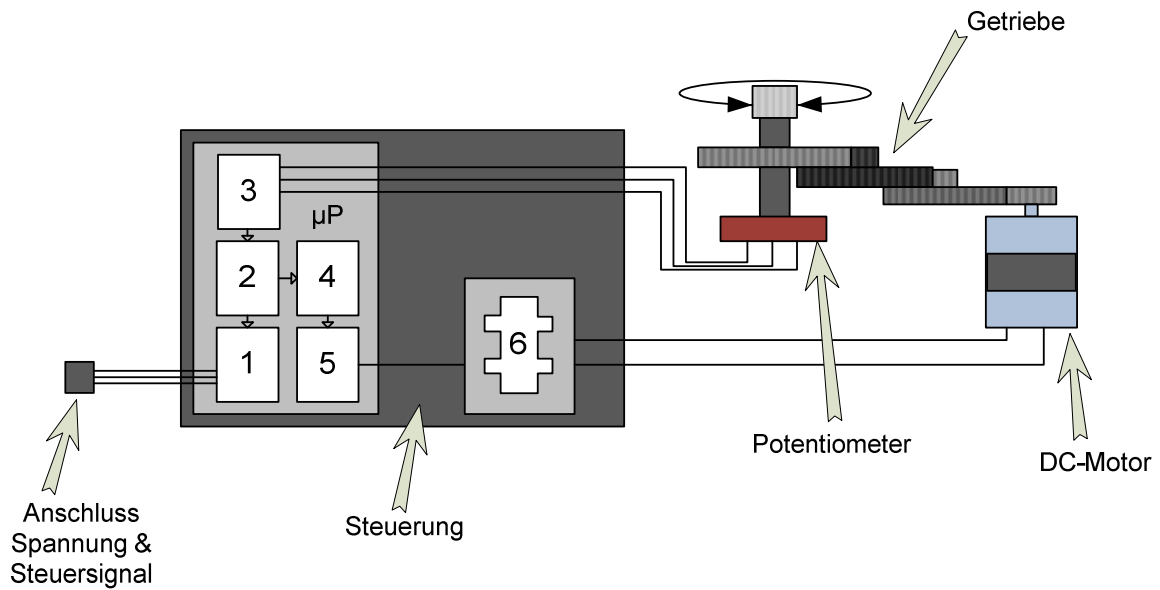 Getriebe
3
µP
2
4
1
5
6
Potentiometer
DC-Motor
Anschluss
Spannung &
Steuersignal
Steuerung